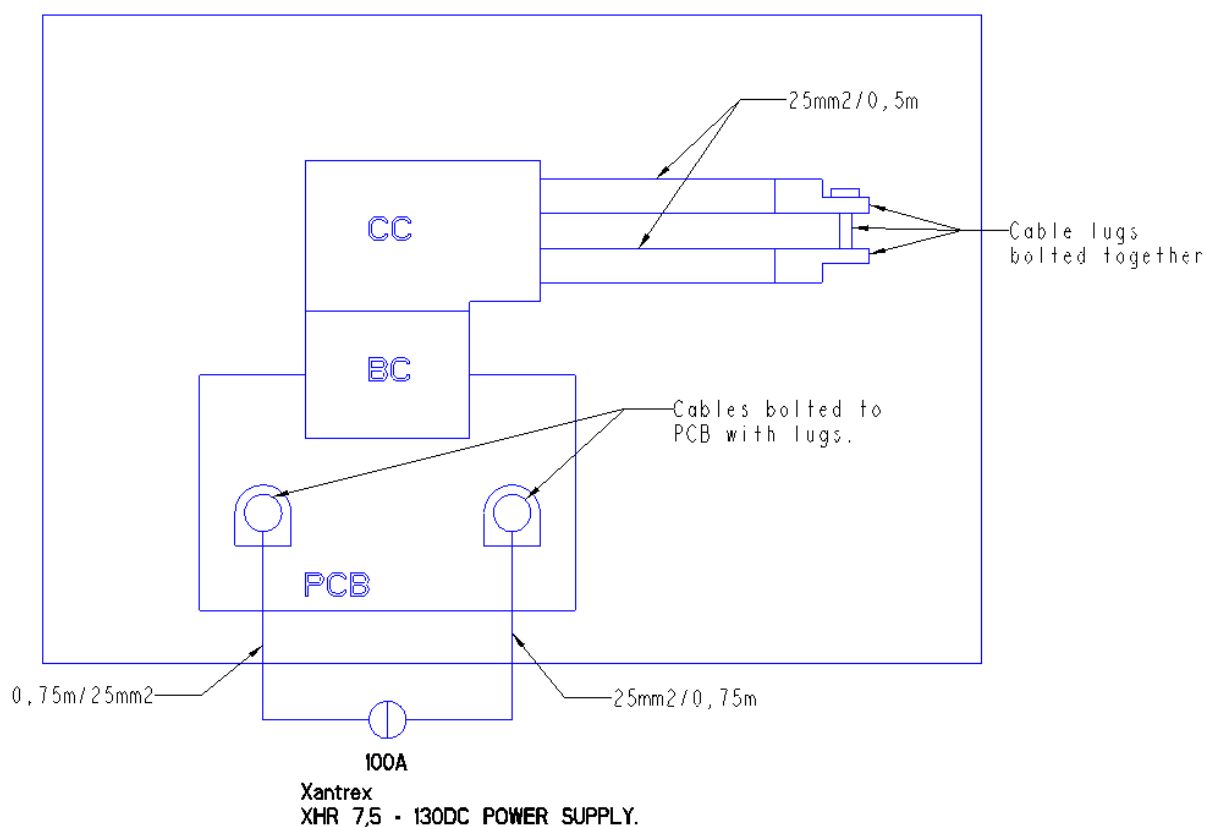 25mm2/0,5m
CC
Cable lugs
bolted together
BC
Cables bolted to
PCB with lugs.
PCB
0,75m/25mm2
25mm2/0,75m
100A
Xantrex
XHR 7,5 - 130DC POWER SUPPLY.